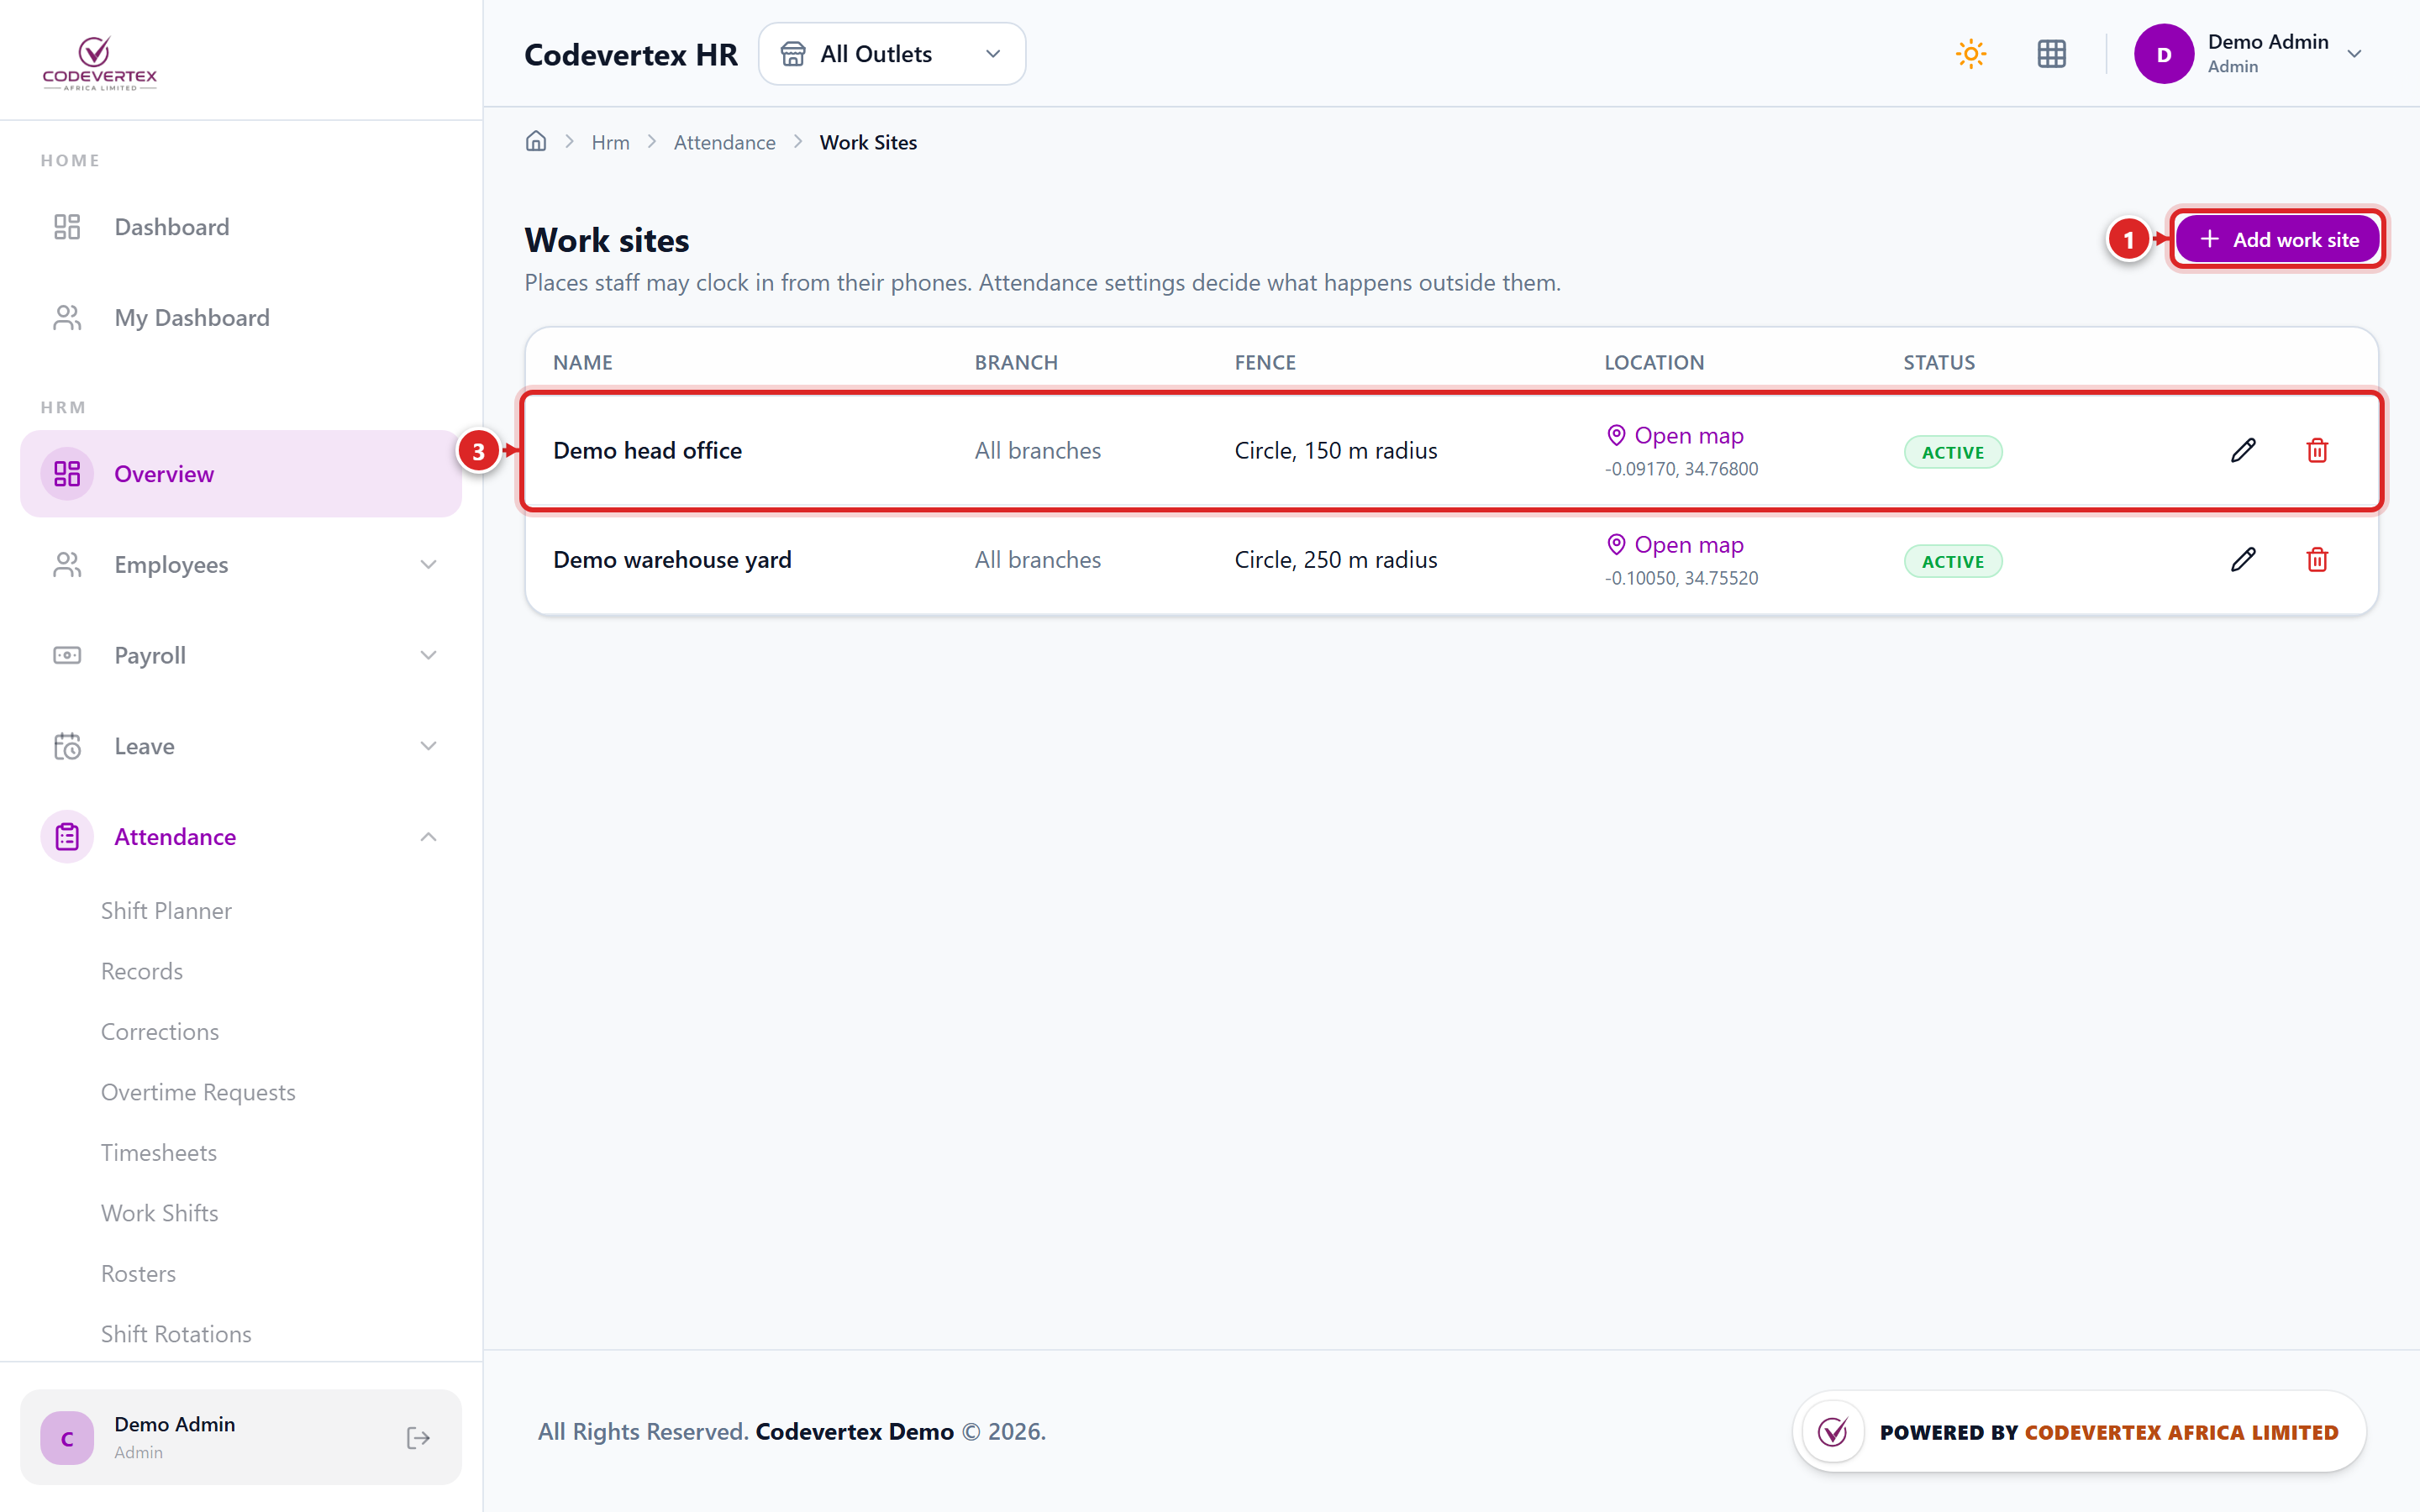 CODEVERTEX
AFRICA LIMITED
HOME
Dashboard
My Dashboard
HRM
Overview
Employees
Payroll
Leave
Attendance
Shift Planner
Records
Corrections
Overtime Requests
Timesheets
Work Shifts
Rosters
Shift Rotations
C
Demo Admin
Admin
Codevertex HR
All Outlets
D
Demo Admin
Admin
Hrm
Attendance
Work Sites
Work sites
Places staff may clock in from their phones. Attendance settings decide what happens outside them.
1
Add work site
NAME BRANCH FENCE LOCATION STATUS
3
Demo head office All branches Circle, 150 m radius Open map ACTIVE
-0.09170, 34.76800
Demo warehouse yard All branches Circle, 250 m radius Open map ACTIVE
-0.10050, 34.75520
All Rights Reserved. Codevertex Demo © 2026.
POWERED BY CODEVERTEX AFRICA LIMITED